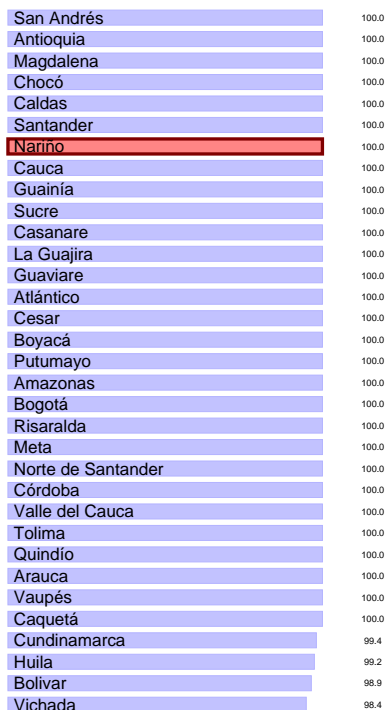 San Andrés 100.0
Antioquia 100.0
Magdalena 100.0
Chocó 100.0
Caldas 100.0
Santander 100.0
Nariño 100.0
Cauca 100.0
Guainía 100.0
Sucre 100.0
Casanare 100.0
La Guajira 100.0
Guaviare 100.0
Atlántico 100.0
Cesar 100.0
Boyacá 100.0
Putumayo 100.0
Amazonas 100.0
Bogotá 100.0
Risaralda 100.0
Meta 100.0
Norte de Santander 100.0
Córdoba 100.0
Valle del Cauca 100.0
Tolima 100.0
Quindío 100.0
Arauca 100.0
Vaupés 100.0
Caquetá 100.0
Cundinamarca 99.4
Huila 99.2
Bolivar 98.9
Vichada 98.4